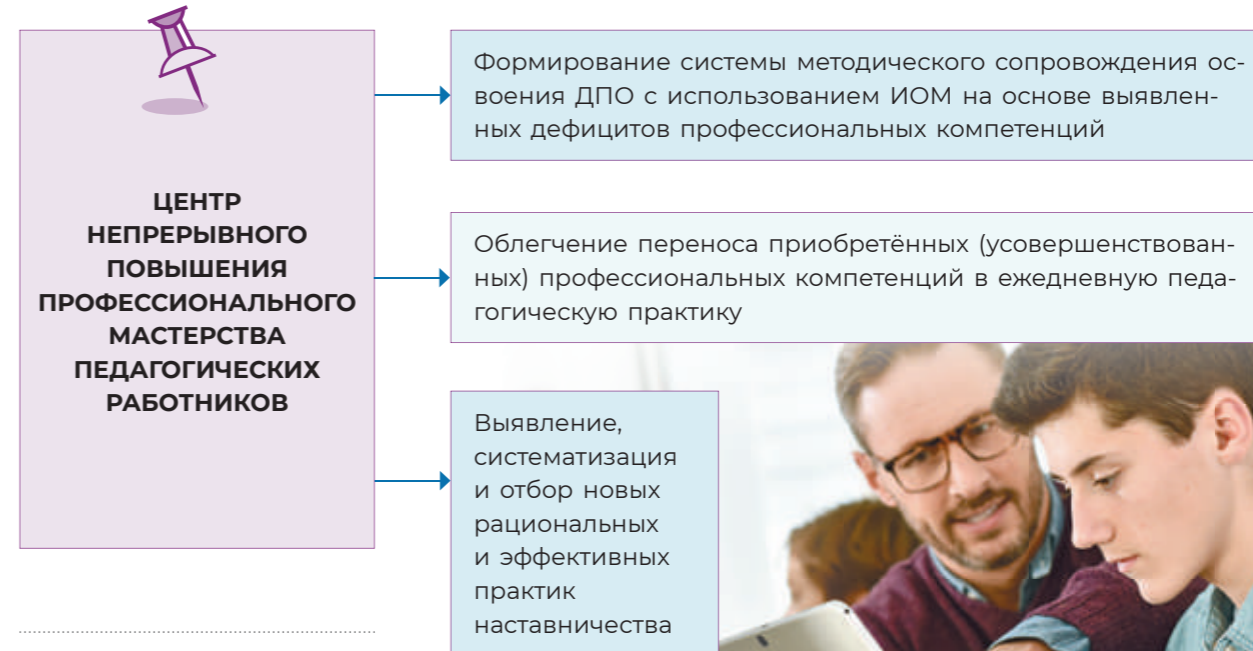 ЦЕНТР
НЕПРЕРЫВНОГО
ПОВЫШЕНИЯ
ПРОФЕССИОНАЛЬНОГО
МАСТЕРСТВА
ПЕДАГОГИЧЕСКИХ
РАБОТНИКОВ
Формирование системы методического сопровождения ос-
воения ДПО с использованием ИОМ на основе выявлен-
ных дефицитов профессиональных компетенций
Облегчение переноса приобретённых (усовершенствован-
ных) профессиональных компетенций в ежедневную педа-
гогическую практику
Выявление,
систематизация
и отбор новых
рациональных
и эффективных
практик
наставничества